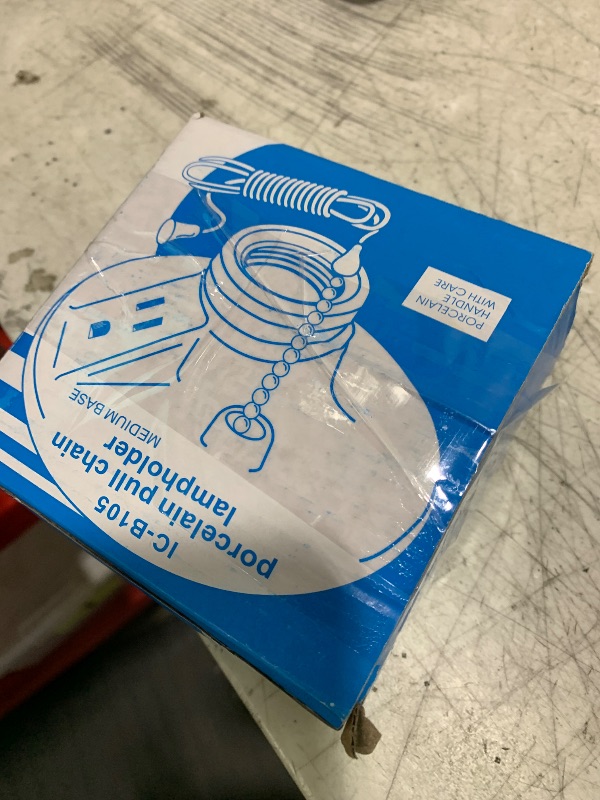 IC-B105
porcelain pull chain
lampholder
MEDIUM BASE
PORCELAIN
HANDLE
WITH CARE